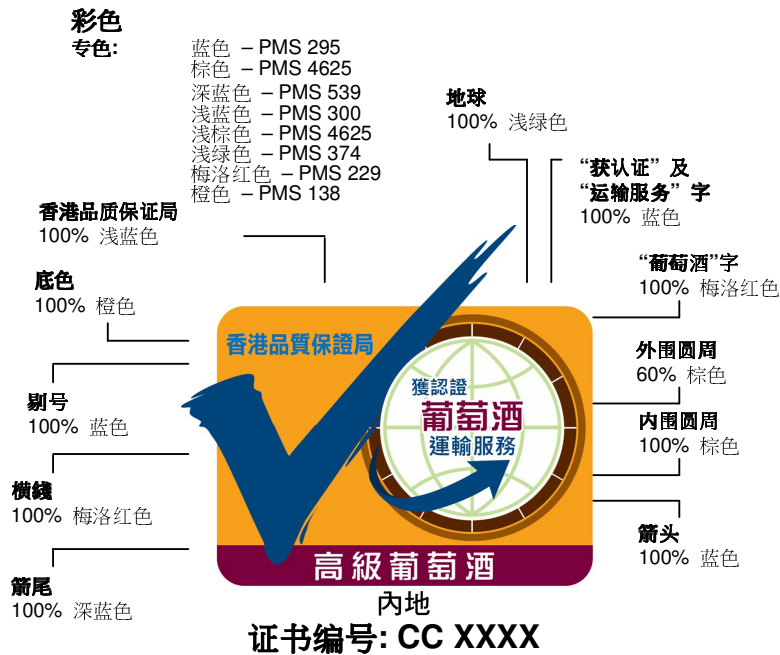 彩色
专色:
蓝色 – PMS 295
棕色 – PMS 4625
深蓝色 – PMS 539
浅蓝色 – PMS 300
浅棕色 – PMS 4625
浅绿色 – PMS 374
梅洛红色 – PMS 229
橙色 – PMS 138
地球
100% 浅绿色
“获认证” 及
“运输服务” 字
100% 蓝色
香港品质保证局
100% 浅蓝色
“葡萄酒”字
100% 梅洛红色
底色
100% 橙色
外围圆周
60% 棕色
剔号
100% 蓝色
内围圆周
100% 棕色
横綫
100% 梅洛红色
箭头
100% 蓝色
箭尾
100% 深蓝色
香港品質保證局
獲認證
葡萄酒
運輸服務
高級葡萄酒
內地
证书编号: CC XXXX